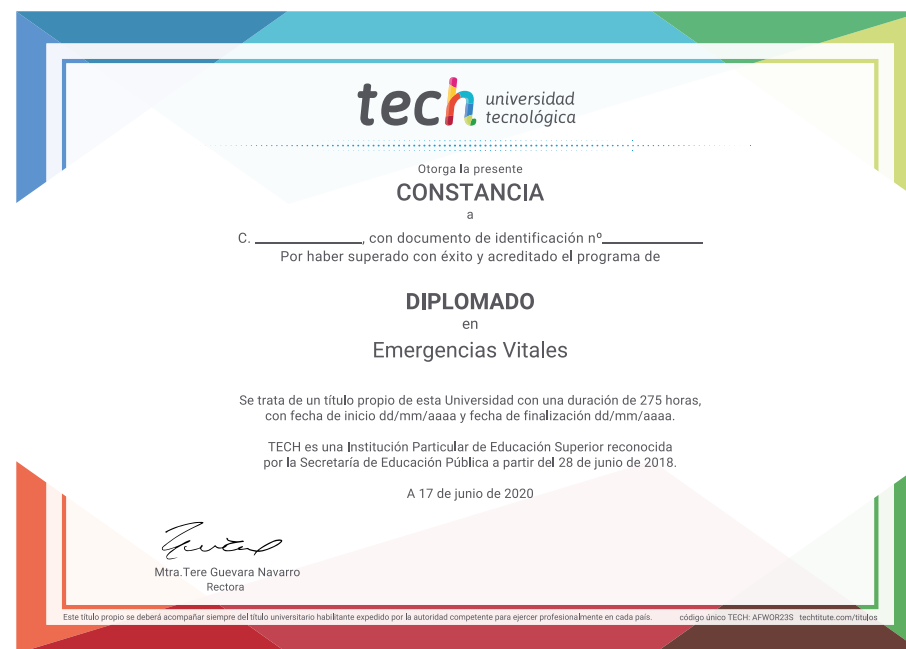 tech universidad
tecnológica
Otorga la presente
CONSTANCIA
a
C. ______________, con documento de identificación nº_____________
Por haber superado con éxito y acreditado el programa de
DIPLOMADO
en
Emergencias Vitales
Se trata de un título propio de esta Universidad con una duración de 275 horas,
con fecha de inicio dd/mm/aaaa y fecha de finalización dd/mm/aaaa.
TECH es una Institución Particular de Educación Superior reconocida
por la Secretaría de Educación Pública a partir del 28 de junio de 2018.
A 17 de junio de 2020
Mtra.Tere Guevara Navarro
Rectora
Este título propio se deberá acompañar siempre del título universitario habilitante expedido por la autoridad competente para ejercer profesionalmente en cada país. código único TECH: AFWOR23S techtitute.com/titulos